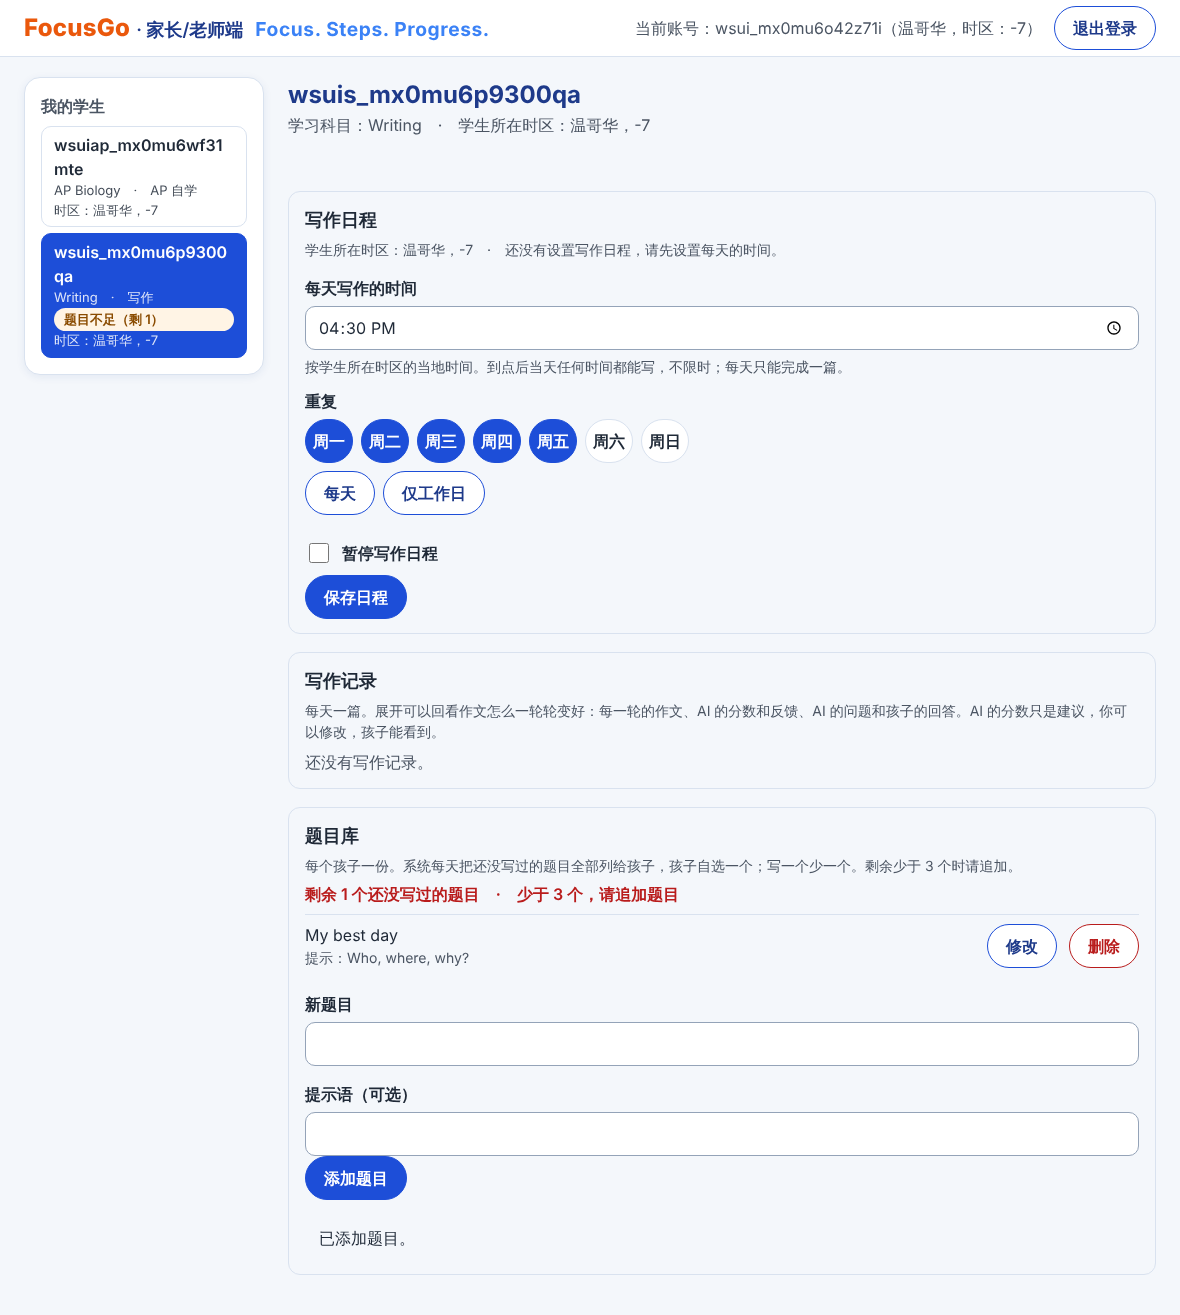 FocusGo · 家长/老师端 Focus. Steps. Progress.
当前账号：wsui_mx0mu6o42z71i（温哥华，时区：-7）
退出登录
我的学生
wsuiap_mx0mu6wf31
mte
AP Biology · AP 自学
时区：温哥华，-7
wsuis_mx0mu6p9300
qa
Writing · 写作
题目不足（剩 1）
时区：温哥华，-7
wsuis_mx0mu6p9300qa
学习科目：Writing · 学生所在时区：温哥华，-7
写作日程
学生所在时区：温哥华，-7 · 还没有设置写作日程，请先设置每天的时间。
每天写作的时间
04:30 PM
按学生所在时区的当地时间。到点后当天任何时间都能写，不限时；每天只能完成一篇。
重复
周一 周二 周三 周四 周五 周六 周日
每天 仅工作日
暂停写作日程
保存日程
写作记录
每天一篇。展开可以回看作文怎么一轮轮变好：每一轮的作文、AI 的分数和反馈、AI 的问题和孩子的回答。AI 的分数只是建议，你可
以修改，孩子能看到。
还没有写作记录。
题目库
每个孩子一份。系统每天把还没写过的题目全部列给孩子，孩子自选一个；写一个少一个。剩余少于 3 个时请追加。
剩余 1 个还没写过的题目 · 少于 3 个，请追加题目
My best day
提示：Who, where, why?
修改 删除
新题目
提示语（可选）
添加题目
已添加题目。